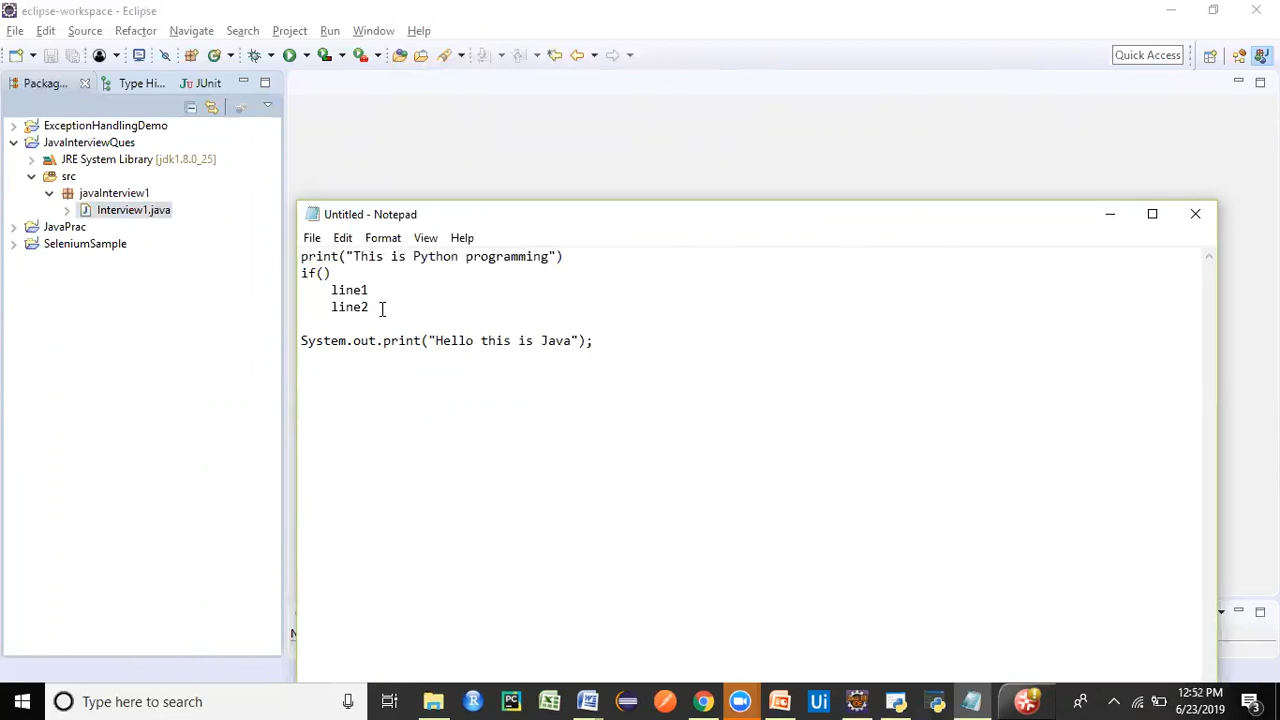 eclipse-workspace - Eclipse
File Edit Source Refactor Navigate Search Project Run Window Help
Quick Access
Packag... Type Hi... JUnit
ExceptionHandlingDemo
JavaInterviewQues
JRE System Library [jdk1.8.0_25]
src
javaInterview1
Interview1.java
JavaPrac
SeleniumSample
Untitled - Notepad
File Edit Format View Help
print("This is Python programming")
if()
line1
line2
System.out.print("Hello this is Java");
Type here to search
12:52 PM
6/23/2019